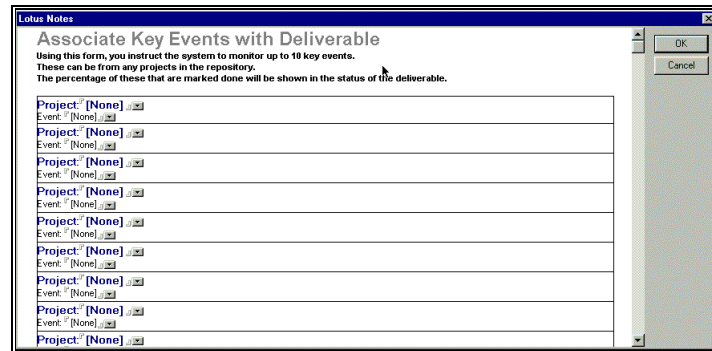 Lotus Notes
Associate Key Events with Deliverable
Using this form, you instruct the system to monitor up to 10 key events.
These can be from any projects in the repository.
The percentage of these that are marked done will be shown in the status of the deliverable.
Project: [None]
Event: [None]
Project: [None]
Event: [None]
Project: [None]
Event: [None]
Project: [None]
Event: [None]
Project: [None]
Event: [None]
Project: [None]
Event: [None]
Project: [None]
Event: [None]
Project: [None]
Event: [None]
Project: [None]
OK
Cancel